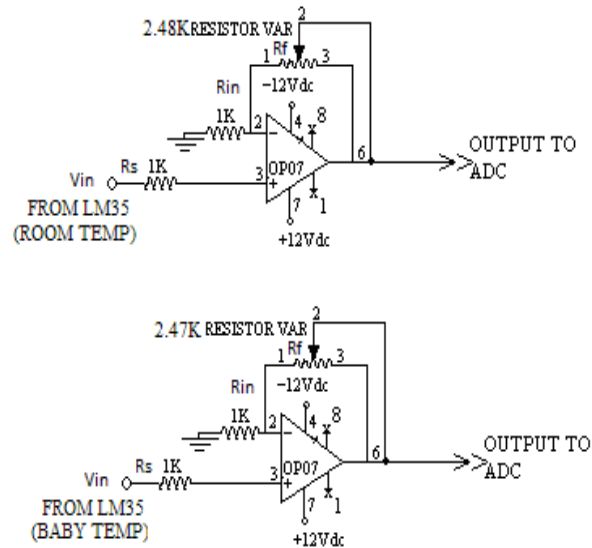 2
2.48K RESISTOR VAR
Rf
1 3
-12Vdc
Rin
1K
4 8
2 -
OP07
6
OUTPUT TO
ADC
Rs 1K
Vin
3 +
FROM LM35
(ROOM TEMP)
7 1
+12Vdc
2
2.47K RESISTOR VAR
Rf
1 3
-12Vdc
Rin
1K
4 8
2 -
OP07
6
OUTPUT TO
ADC
Rs 1K
Vin
3 +
FROM LM35
(BABY TEMP)
7 1
+12Vdc